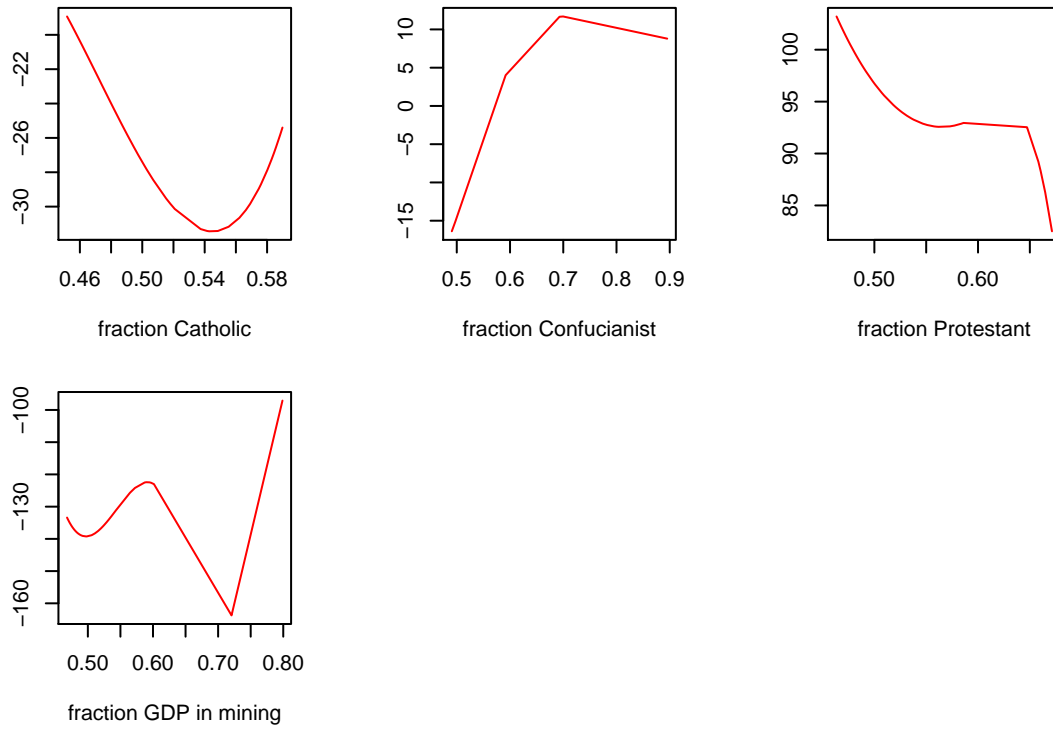 −22
−26
−30
0.46 0.50 0.54 0.58
fraction Catholic
10
5
0
−5
−15
0.5 0.6 0.7 0.8 0.9
fraction Confucianist
100
95
90
85
0.50 0.60
fraction Protestant
−100
−130
−160
0.50 0.60 0.70 0.80
fraction GDP in mining